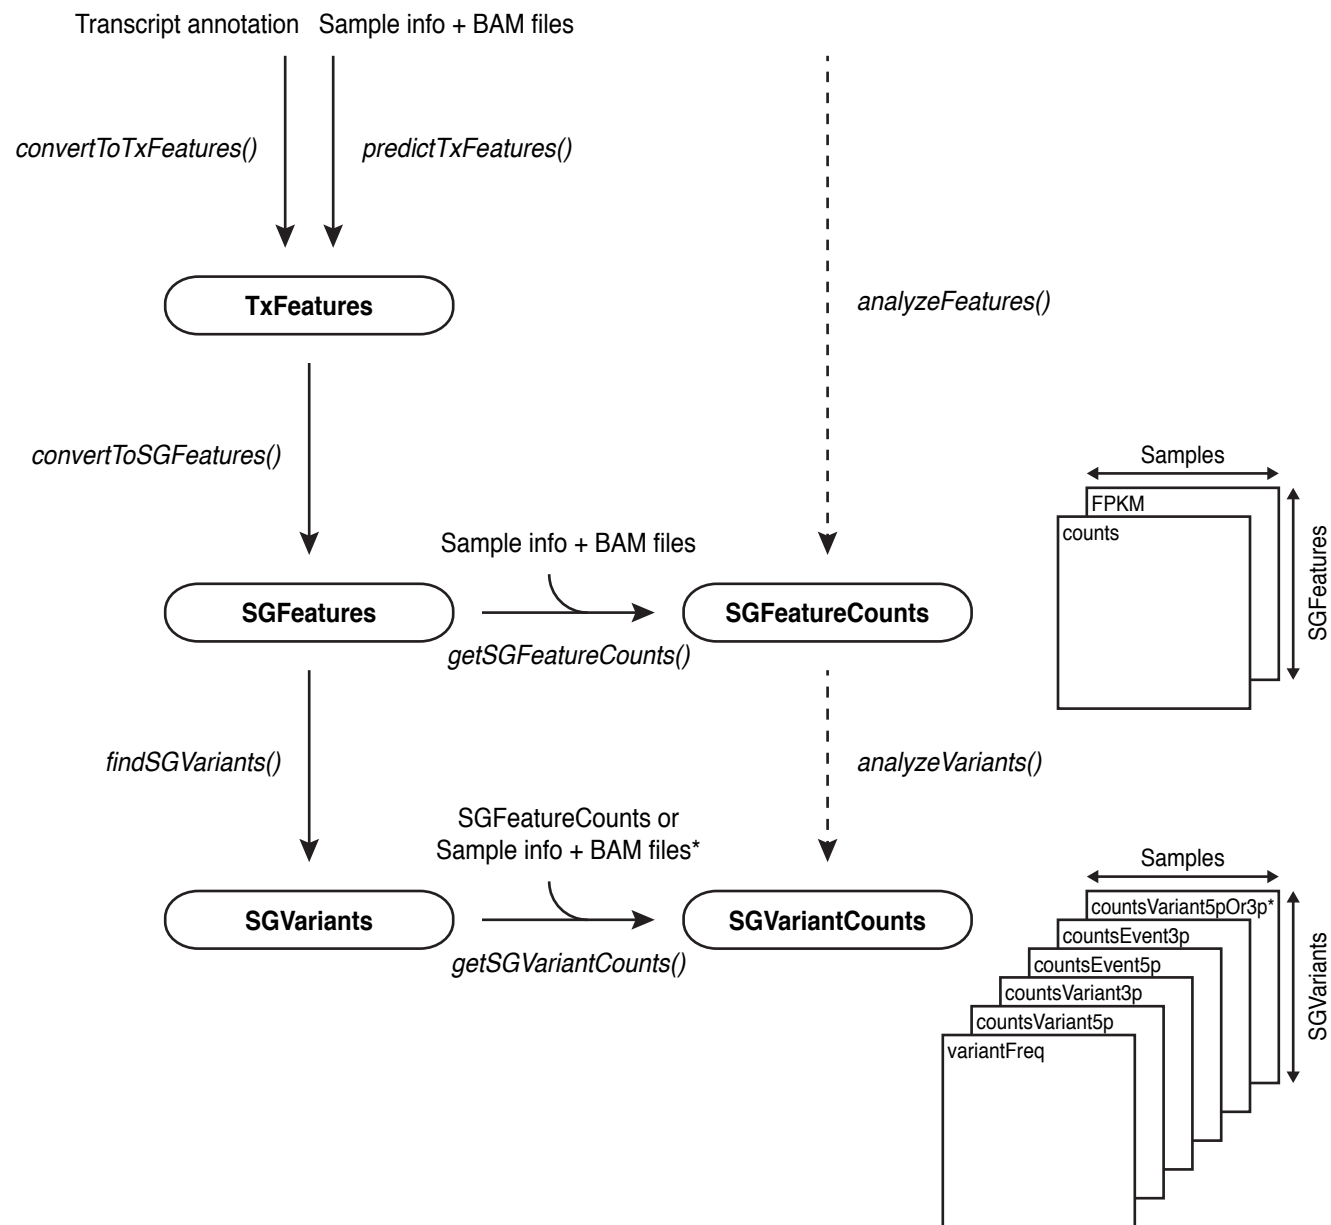 Transcript annotation
Sample info + BAM files
convertToTxFeatures()
predictTxFeatures()
TxFeatures
analyzeFeatures()
convertToSGFeatures()
Samples
FPKM
counts
SGFeatures
Sample info + BAM files
SGFeatures
SGFeatureCounts
getSGFeatureCounts()
findSGVariants()
analyzeVariants()
SGFeatureCounts or
Sample info + BAM files*
SGVariants
SGVariantCounts
getSGVariantCounts()
Samples
countsVariant5pOr3p*
countsEvent3p
countsEvent5p
countsVariant3p
countsVariant5p
variantFreq
SGVariants